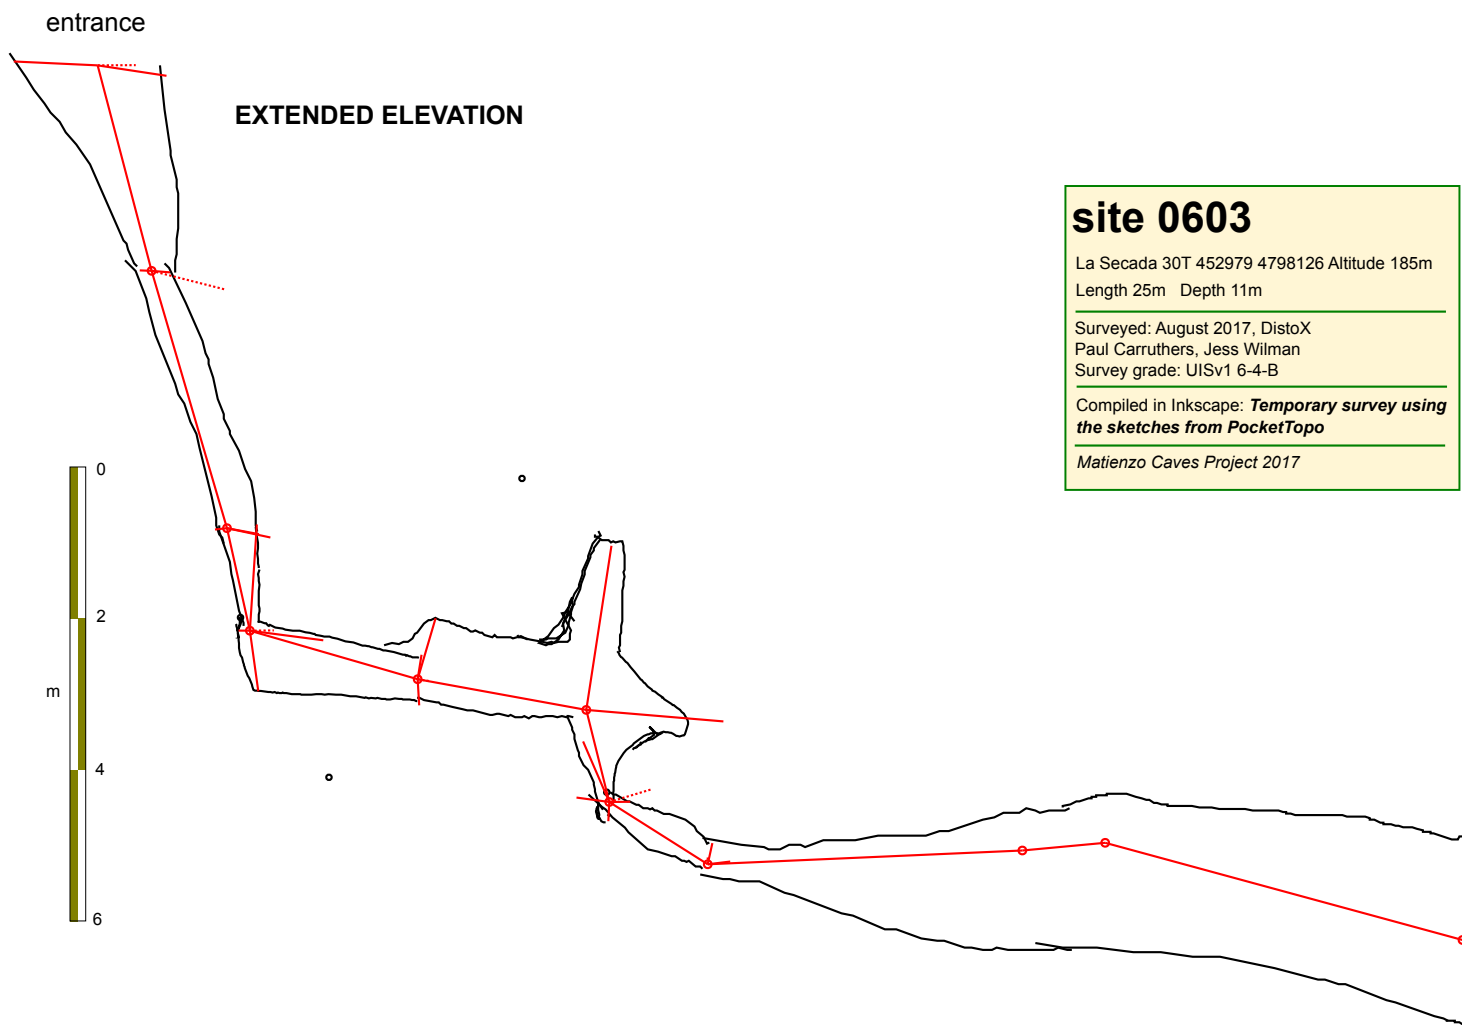 entrance
EXTENDED ELEVATION
site 0603
La Secada 30T 452979 4798126 Altitude 185m
Length 25m Depth 11m
Surveyed: August 2017, DistoX
Paul Carruthers, Jess Wilman
Survey grade: UISv1 6-4-B
Compiled in Inkscape: Temporary survey using
the sketches from PocketTopo
Matienzo Caves Project 2017
0
2
m
4
6